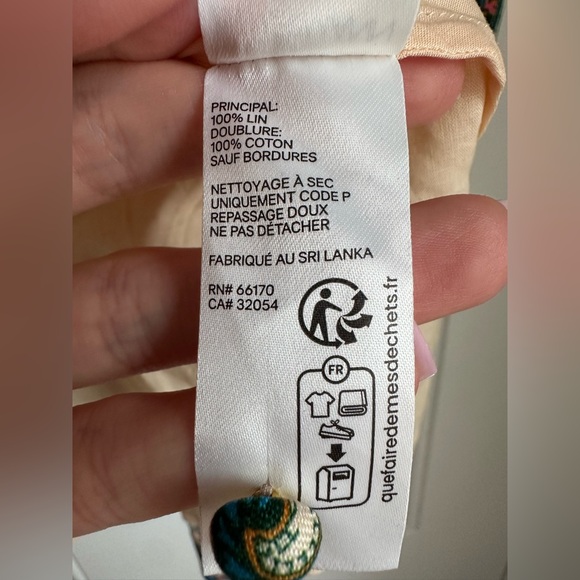 PRINCIPAL:
100% LIN
DOUBLURE:
100% COTON
SAUF BORDURES
NETTOYAGE À SEC
UNIQUEMENT CODE P
REPASSAGE DOUX
NE PAS DÉTACHER
FABRIQUÉ AU SRI LANKA
RN# 66170
CA# 32054
FR
quefairedemesdechets.fr